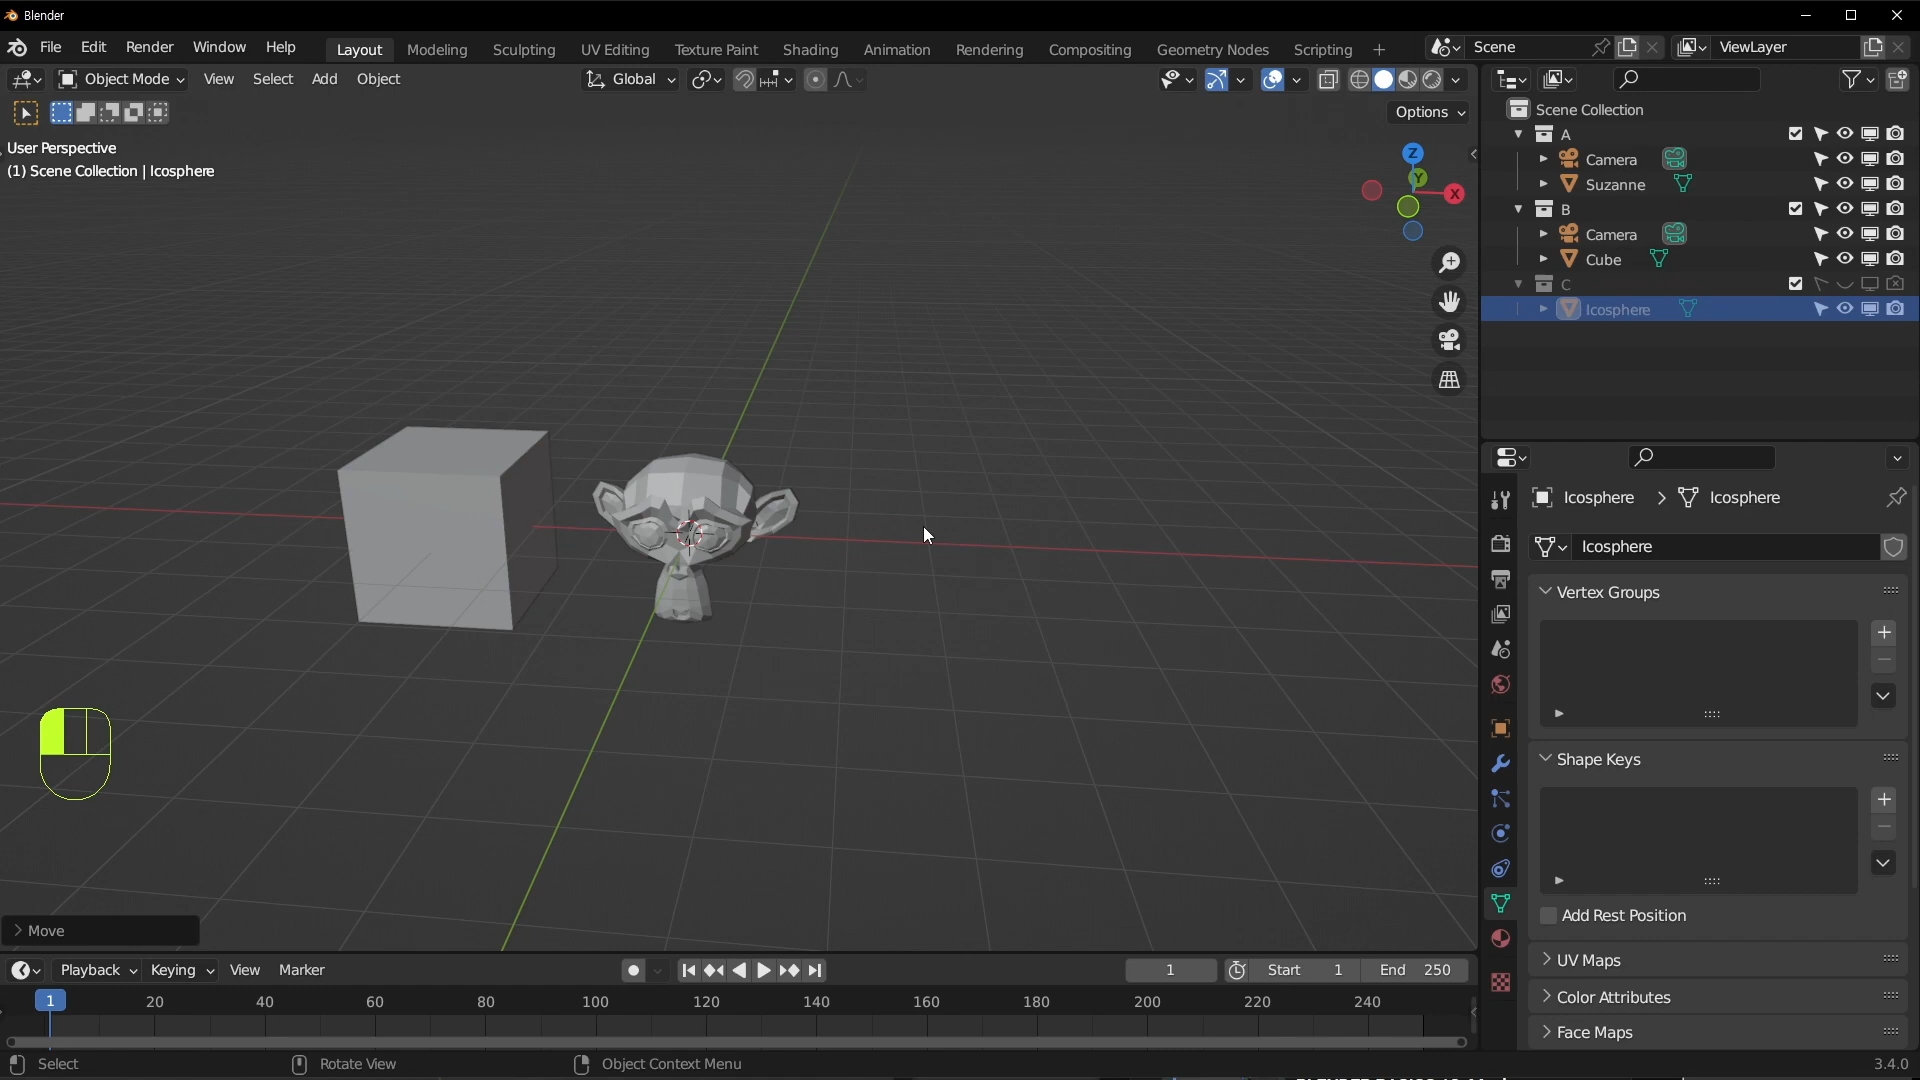 Blender
File Edit Render Window Help Layout Modeling Sculpting UV Editing Texture Paint Shading Animation Rendering Compositing Geometry Nodes Scripting + Scene ViewLayer
Object Mode View Select Add Object Global
Options
User Perspective
(1) Scene Collection | Icosphere
Z
Y
X
Scene Collection
A
Camera
Suzanne
B
Camera
Cube
C
Icosphere
Icosphere > Icosphere
Icosphere
Vertex Groups
Shape Keys
Add Rest Position
UV Maps
Color Attributes
Face Maps
> Move
Playback Keying View Marker 1 Start 1 End 250
1 20 40 60 80 100 120 140 160 180 200 220 240
Select Rotate View Object Context Menu 3.4.0